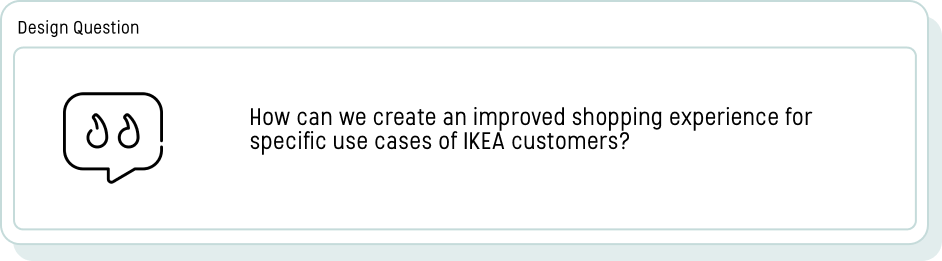 Design Question
How can we create an improved shopping experience for
specific use cases of IKEA customers?